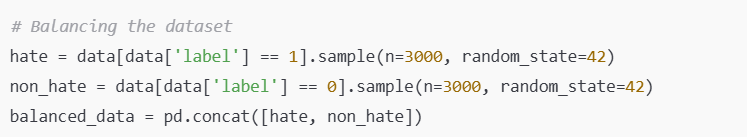 # Balancing the dataset
hate = data[data['label'] == 1].sample(n=3000, random_state=42)
non_hate = data[data['label'] == 0].sample(n=3000, random_state=42)
balanced_data = pd.concat([hate, non_hate])